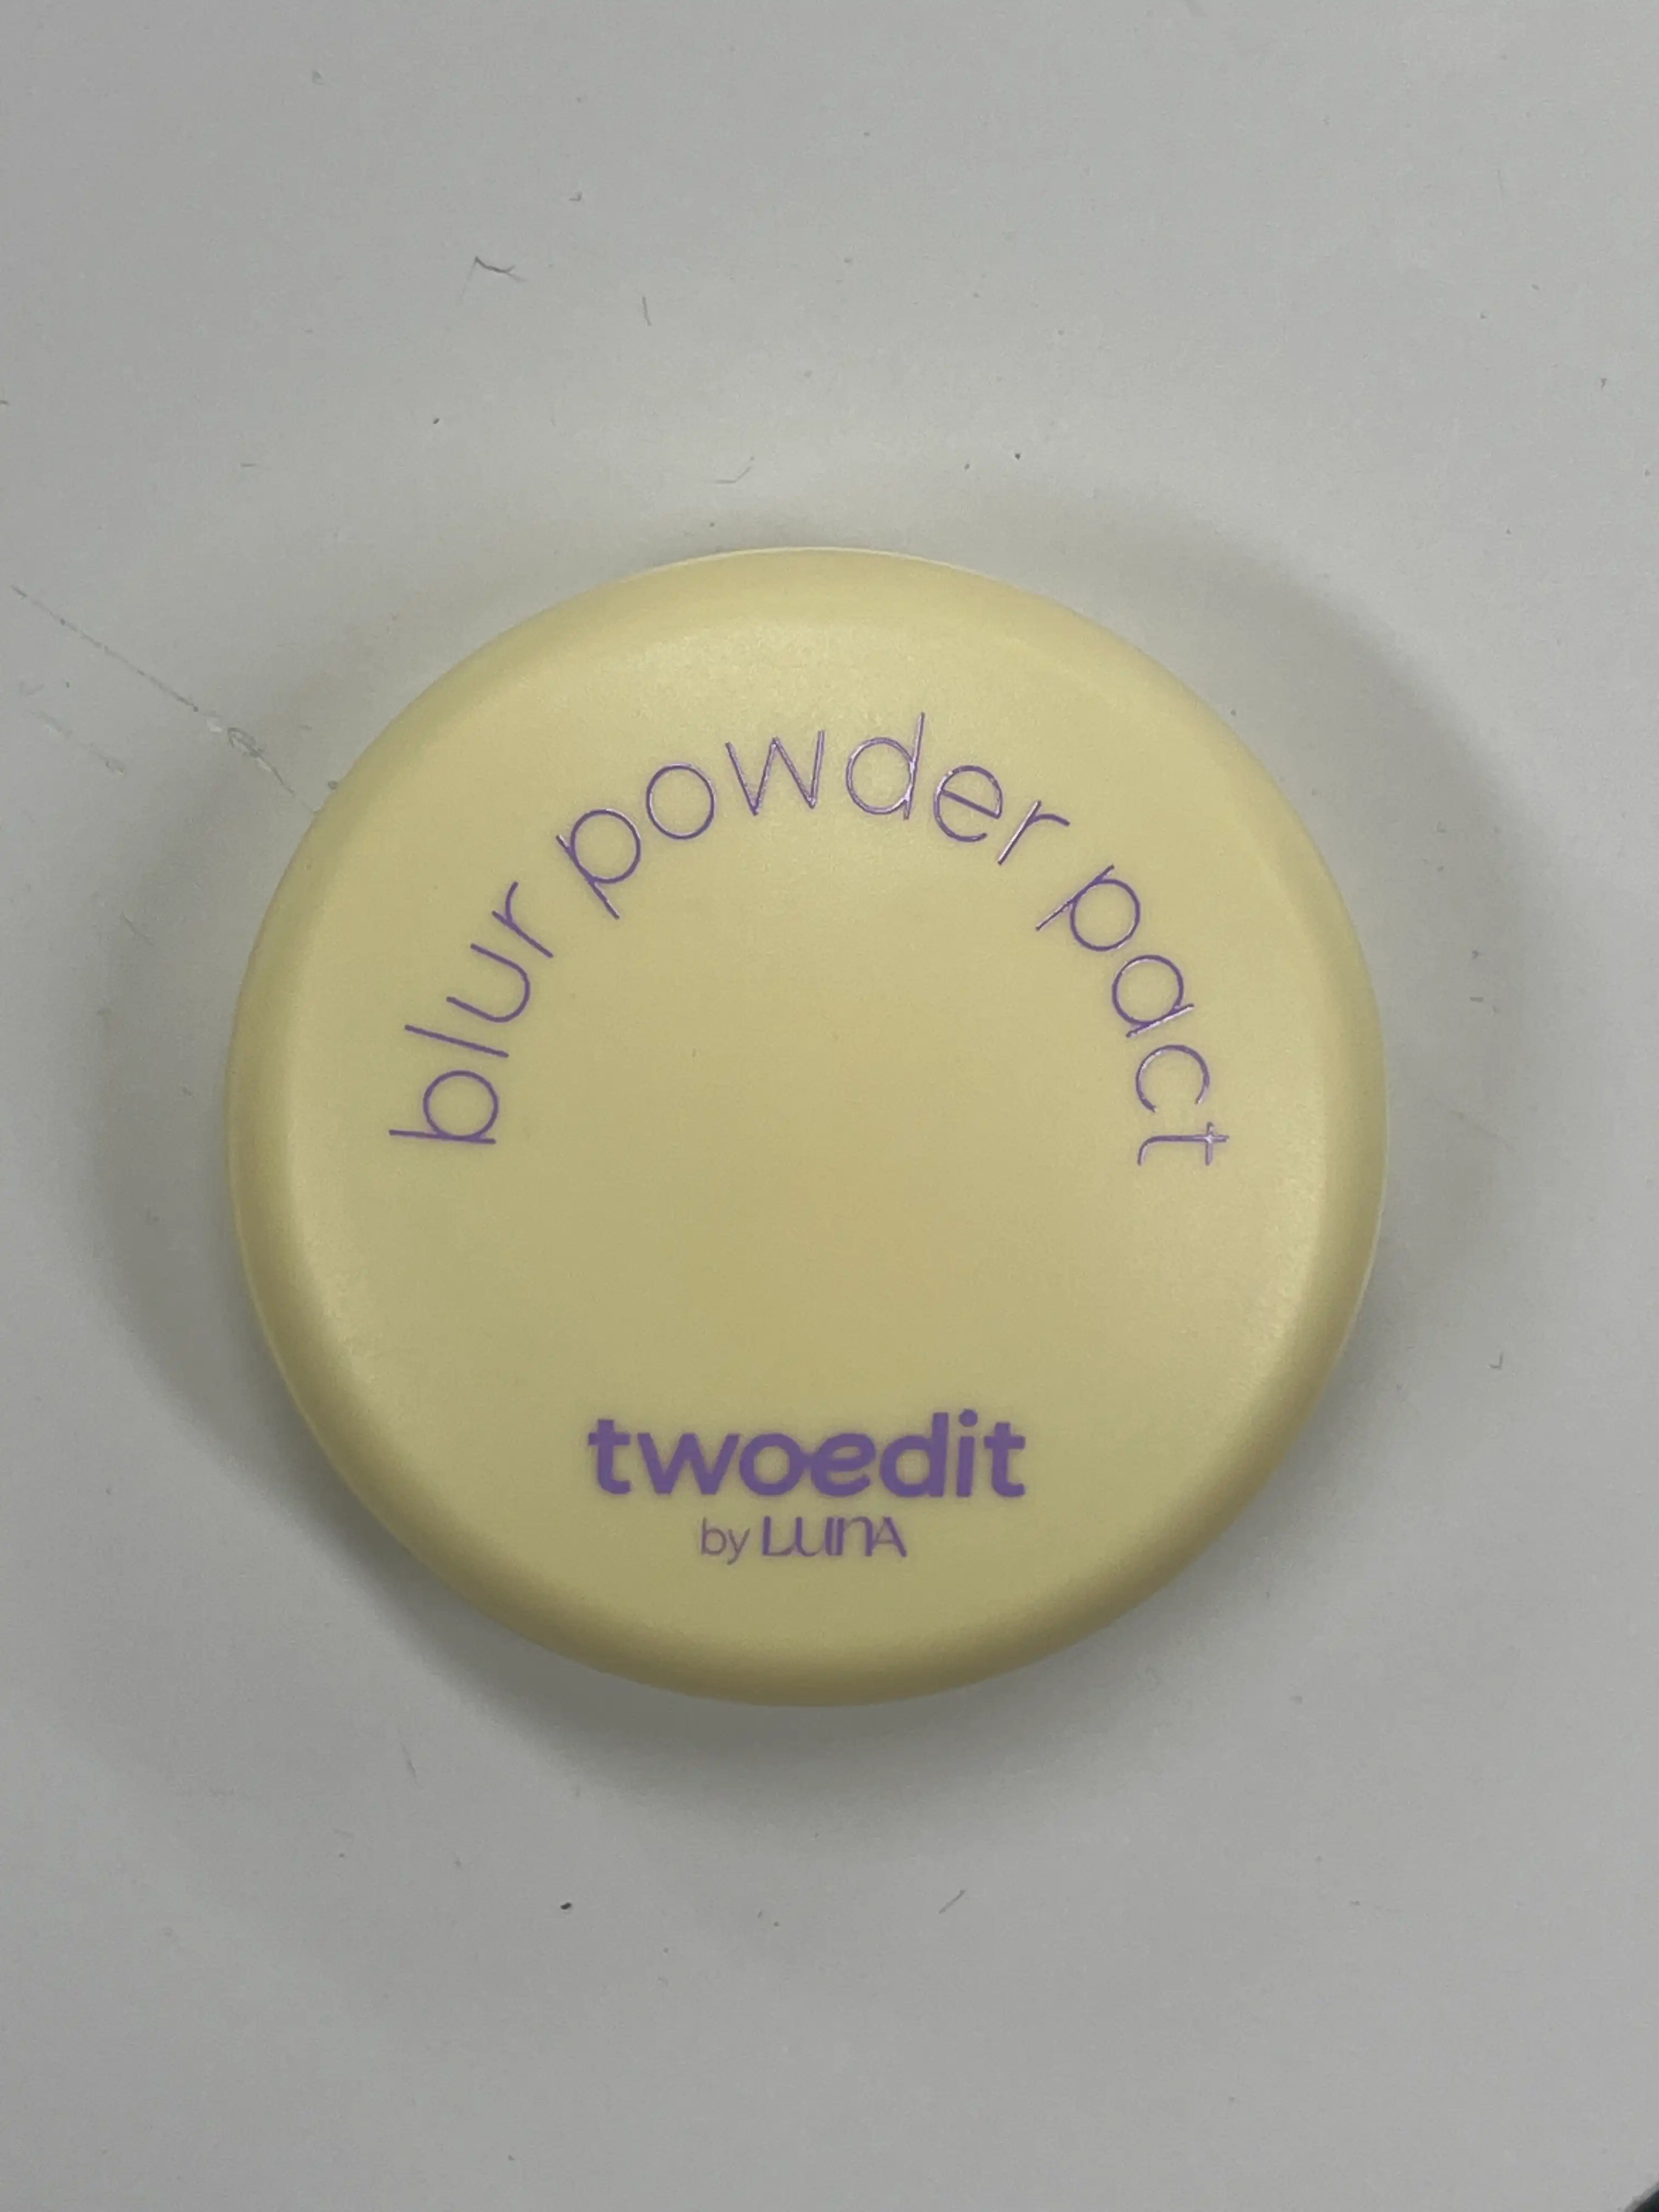 blur powder pact
twoedit
by LUNA